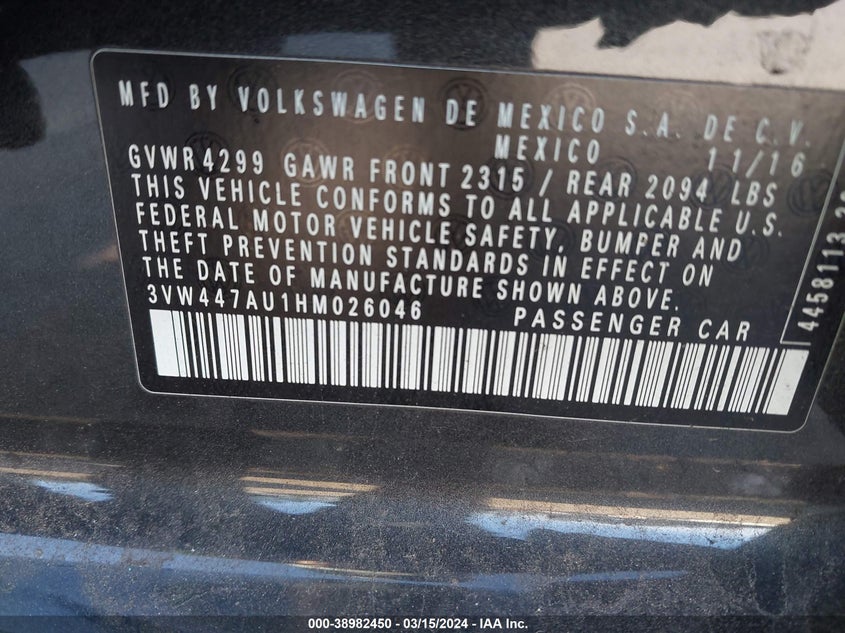 MFD BY VOLKSWAGEN DE MEXICO S.A. DE C.V.
MEXICO 11/16
GVWR 4299 GAWR FRONT 2315 / REAR 2094 LBS
THIS VEHICLE CONFORMS TO ALL APPLICABLE U.S.
FEDERAL MOTOR VEHICLE SAFETY, BUMPER AND
THEFT PREVENTION STANDARDS IN EFFECT ON
THE DATE OF MANUFACTURE SHOWN ABOVE.
3VW447AU1HM026046 PASSENGER CAR
4458113
000-38982450 - 03/15/2024 - IAA Inc.